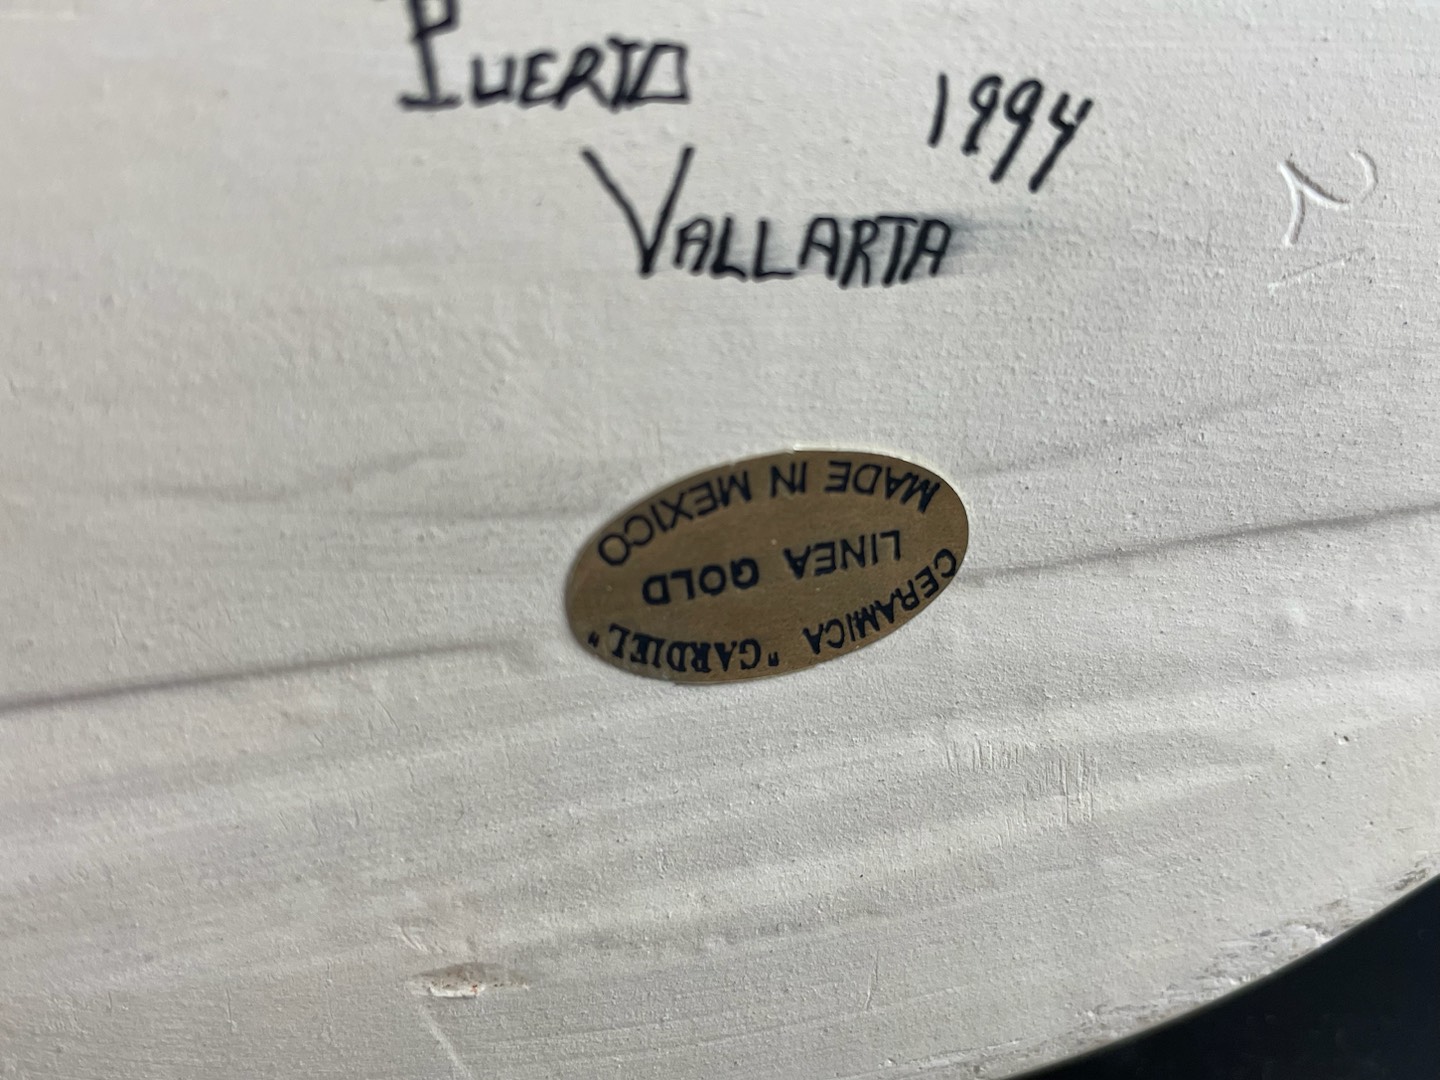 PUERTO
1994
VALLARTA
CERAMICA "GARDIEL"
LINEA GOLD
MADE IN MEXICO